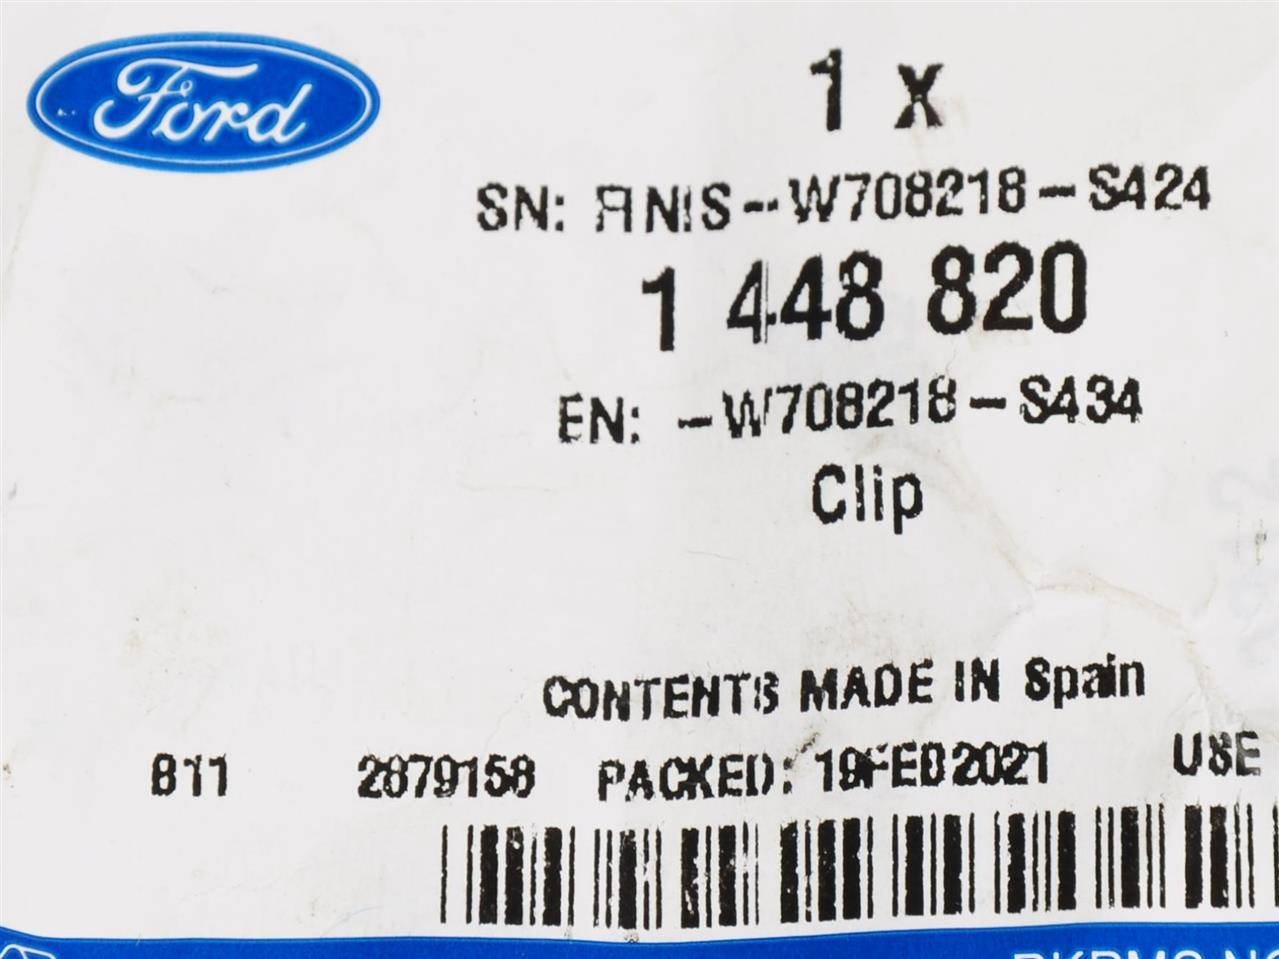 Ford
1 x
SN: FINIS--W708218-S424
1 448 820
EN: -W708218-S434
Clip
CONTENTS MADE IN Spain
B11 2879158 PACKED: 19FEB2021 USE